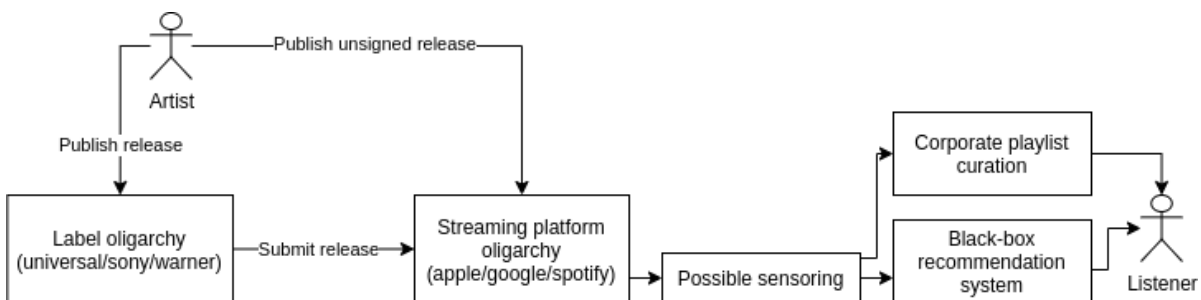 Publish unsigned release
Artist
Publish release
Label oligarchy
(universal/sony/warner)
Submit release
Streaming platform
oligarchy
(apple/google/spotify)
Possible sensoring
Corporate playlist
curation
Black-box
recommendation
system
Listener